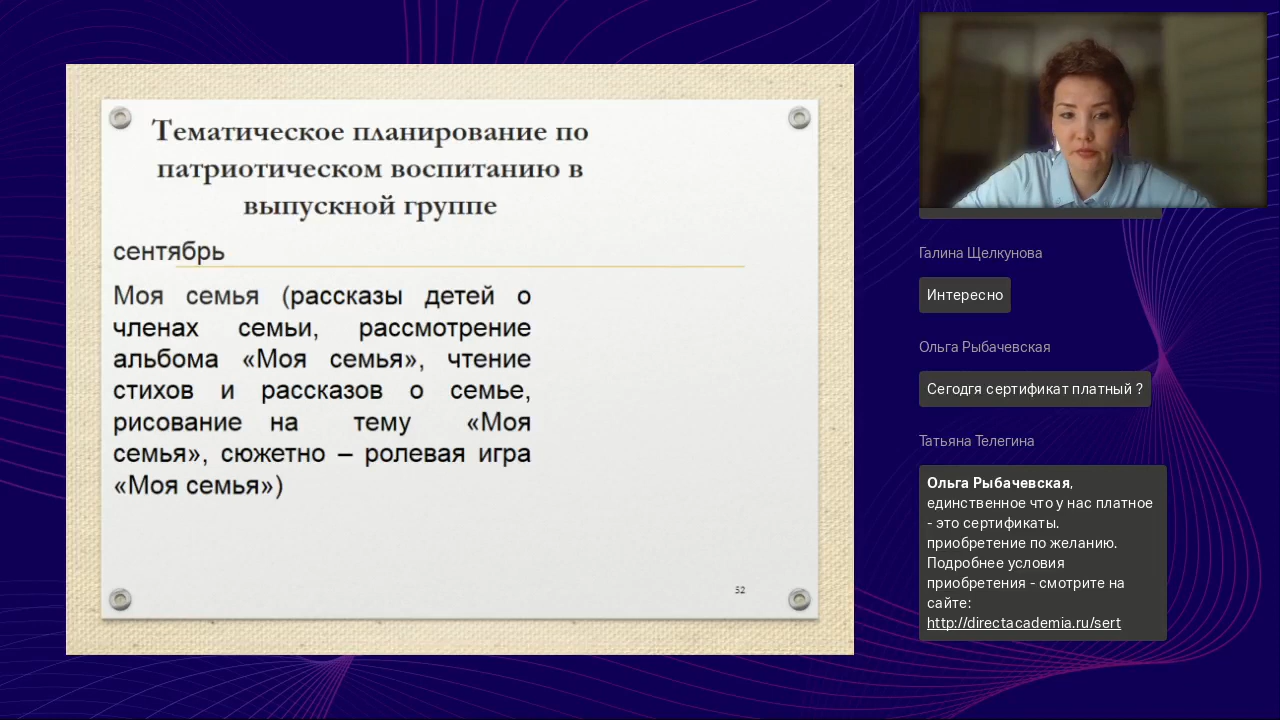 Тематическое планирование по
патриотическом воспитанию в
выпускной группе
сентябрь
Моя семья (рассказы детей о
членах семьи, рассмотрение
альбома «Моя семья», чтение
стихов и рассказов о семье,
рисование на тему «Моя
семья», сюжетно – ролевая игра
«Моя семья»)
52
Галина Щелкунова
Интересно
Ольга Рыбачевская
Сегодгя сертификат платный ?
Татьяна Телегина
Ольга Рыбачевская,
единственное что у нас платное
- это сертификаты.
приобретение по желанию.
Подробнее условия
приобретения - смотрите на
сайте:
http://directacademia.ru/sert